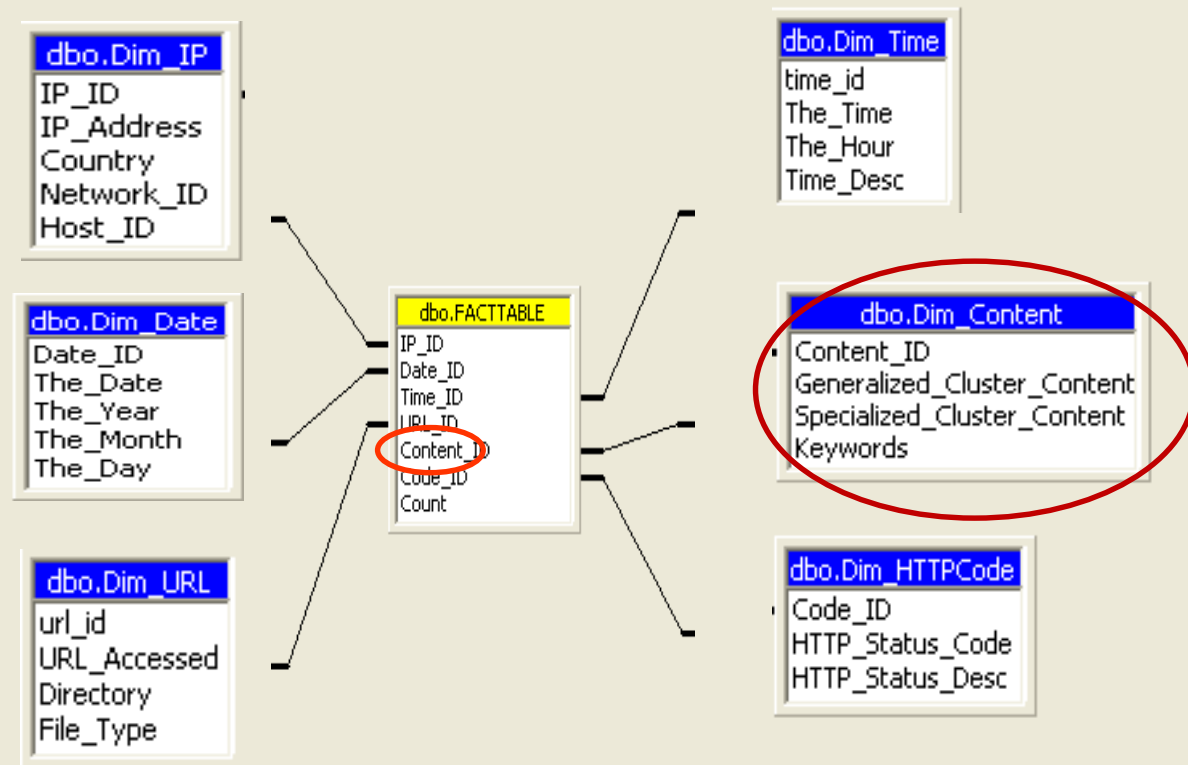 dbo.Dim_IP
IP_ID
IP_Address
Country
Network_ID
Host_ID
dbo.Dim_Date
Date_ID
The_Date
The_Year
The_Month
The_Day
dbo.Dim_URL
url_id
URL_Accessed
Directory
File_Type
dbo.FACTTABLE
IP_ID
Date_ID
Time_ID
URL_ID
Content_ID
Code_ID
Count
dbo.Dim_Time
time_id
The_Time
The_Hour
Time_Desc
dbo.Dim_Content
Content_ID
Generalized_Cluster_Content
Specialized_Cluster_Content
Keywords
dbo.Dim_HTTPCode
Code_ID
HTTP_Status_Code
HTTP_Status_Desc